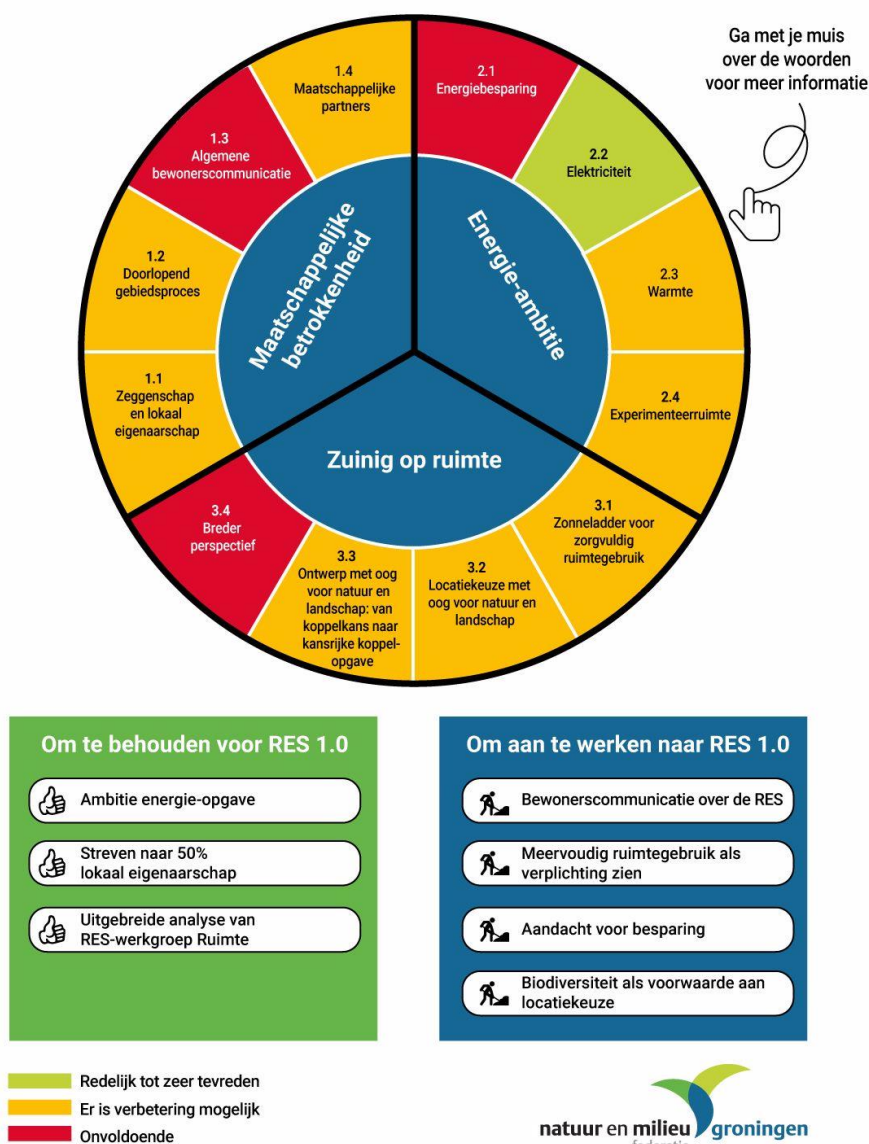 Ga met je muis
over de woorden
voor meer informatie
1.4
Maatschappelijke
partners
2.1
Energiebesparing
1.3
Algemene
bewonerscommunicatie
2.2
Elektriciteit
1.2
Doorlopend
gebiedsproces
2.3
Warmte
1.1
Zeggenschap
en lokaal
eigenaarschap
2.4
Experimenteerruimte
Maatschappelijke
betrokkenheid
Energie-ambitie
Zuinig op ruimte
3.4
Breder
perspectief
3.3
Ontwerp met oog
voor natuur en
landschap: van
koppelkans naar
kansrijke koppel-
opgave
3.2
Locatiekeuze met
oog voor natuur en
landschap
3.1
Zonneladder voor
zorgvuldig
ruimtegebruik
Om te behouden voor RES 1.0
Ambitie energie-opgave
Streven naar 50%
lokaal eigenaarschap
Uitgebreide analyse van
RES-werkgroep Ruimte
Om aan te werken naar RES 1.0
Bewonerscommunicatie over de RES
Meervoudig ruimtegebruik als
verplichting zien
Aandacht voor besparing
Biodiversiteit als voorwaarde aan
locatiekeuze
Redelijk tot zeer tevreden
Er is verbetering mogelijk
Onvoldoende
natuur en milieu groningen
federatie